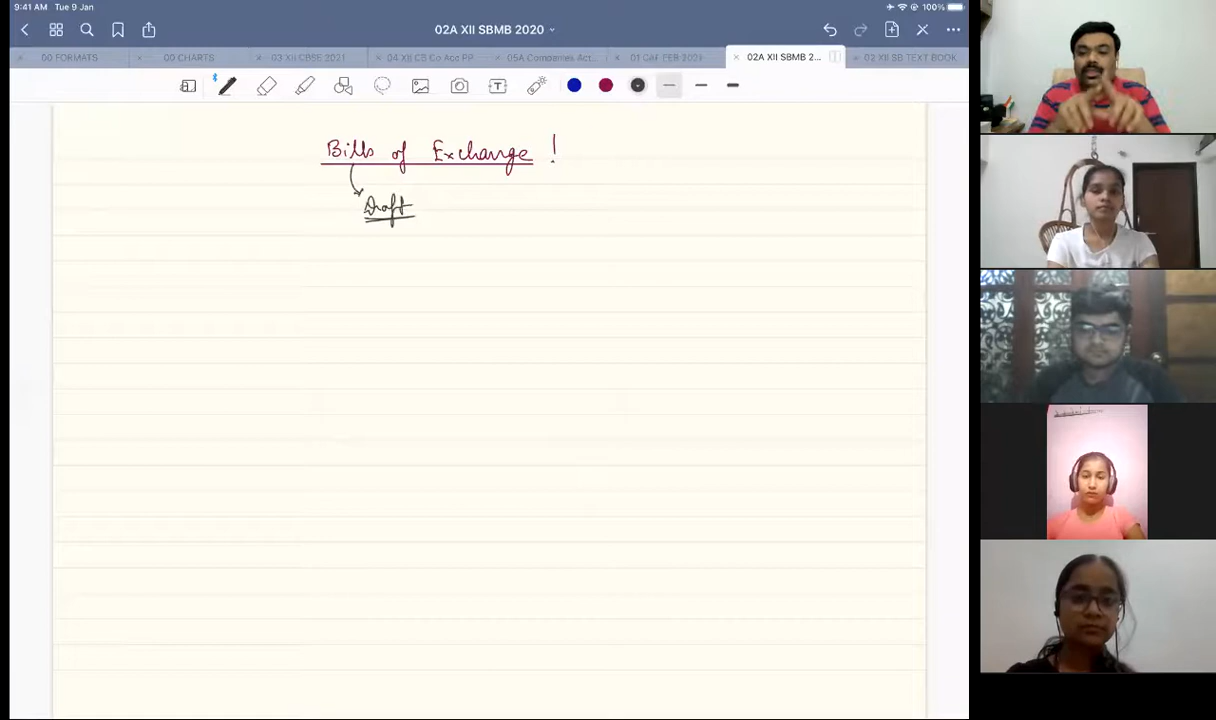 9:41 AM Tue 9 Jan
100%
02A XII SBMB 2020
00 FORMATS
00 CHARTS
03 XII CBSE 2021
04 XII CB Co Acc PP
05A Companies Act...
01 CAF FEB 2021
02A XII SBMB 2...
02 XII SB TEXT BOOK
Bills of Exchange !
Draft